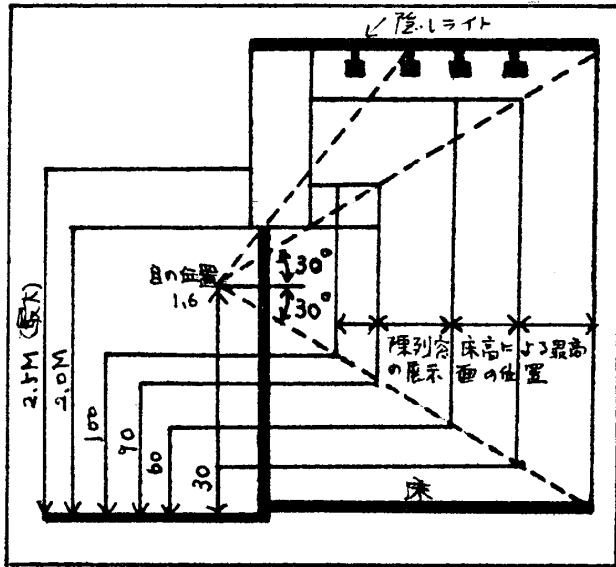 隠しライト
目の位置
1.6
30°
30°
陳列窓床高による最高
の展示面の位置
2.5M(最大)
2.0M
100
90
60
30
床